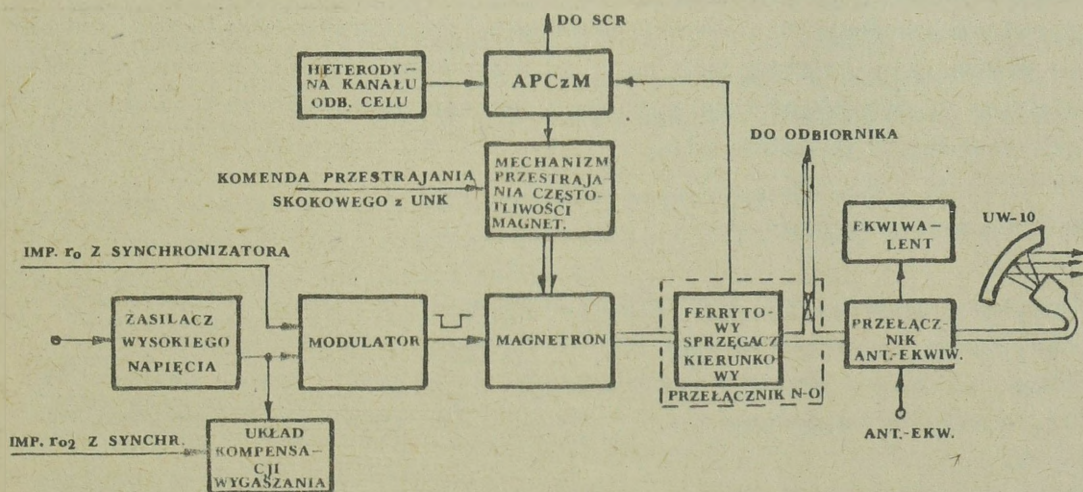 DO SCR
HETERODY-
NA KANAŁU
ODB. CELU
APCzM
DO ODBIORNIKA
MECHANIZM
PRZESTRAJA-
NIA CZĘSTO-
TLIWOŚCI
MAGNET.
KOMENDA PRZESTRAJANIA
SKOKOWEGO z UNK
EKWIWA-
LENT
UW-10
IMP. r₀ Z SYNCHRONIZATORA
ZASILACZ
WYSOKIEGO
NAPIĘCIA
MODULATOR
MAGNETRON
FERRYTO-
WY
SPRZĘGACZ
KIERUNKO-
WY
PRZEŁĄCZNIK N-O
PRZEŁĄCZ-
NIK
ANT.-EKWIW.
ANT.-EKW.
IMP. r₀₂ Z SYNCHR.
UKŁAD
KOMPENSA-
CJI
WYGASZANIA